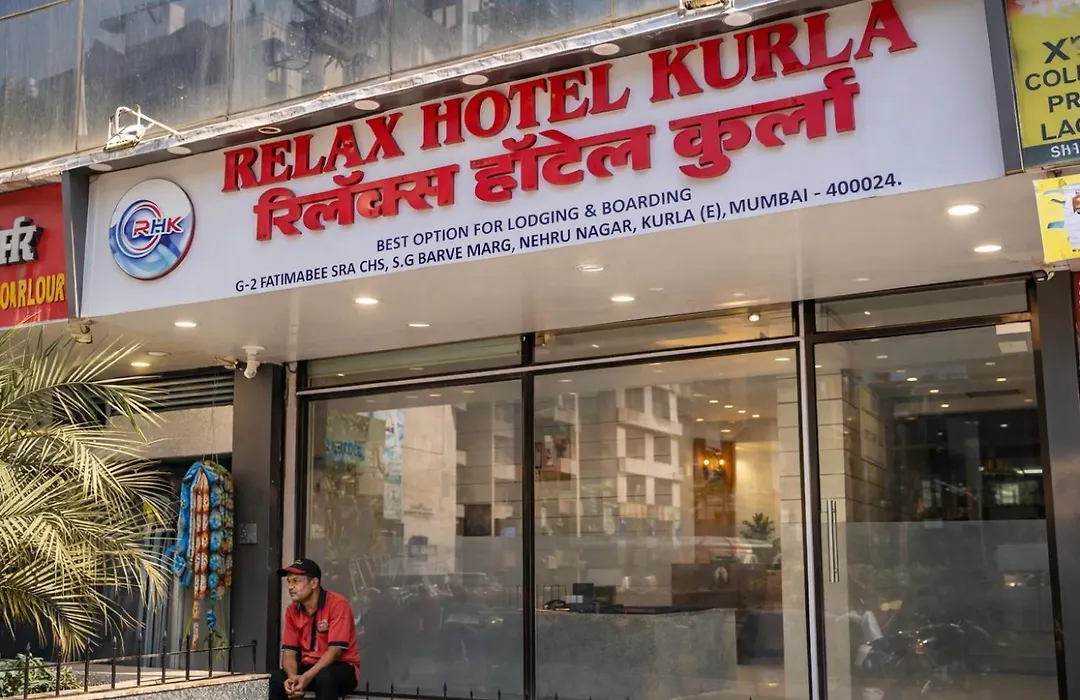 RELAX HOTEL KURLA
रिलॅक्स हॉटेल कुर्ला
RHK
BEST OPTION FOR LODGING & BOARDING
G-2 FATIMABEE SRA CHS, S.G BARVE MARG, NEHRU NAGAR, KURLA (E), MUMBAI - 400024.